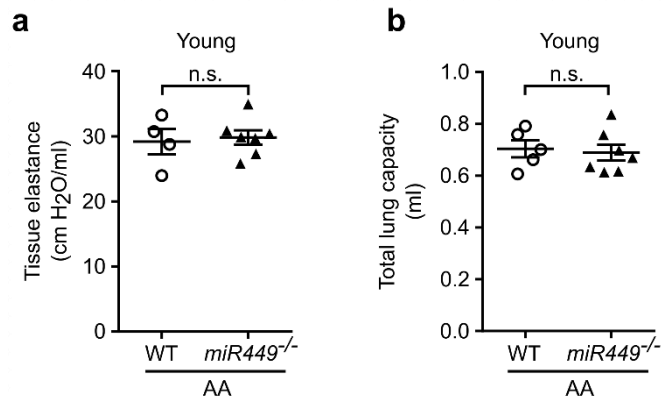 a
Young
n.s.
Tissue elastance
(cm H2O/ml)
40
30
20
10
0
WT miR449-/-
AA
b
Young
n.s.
Total lung capacity
(ml)
1.0
0.8
0.6
0.4
0.2
0.0
WT miR449-/-
AA